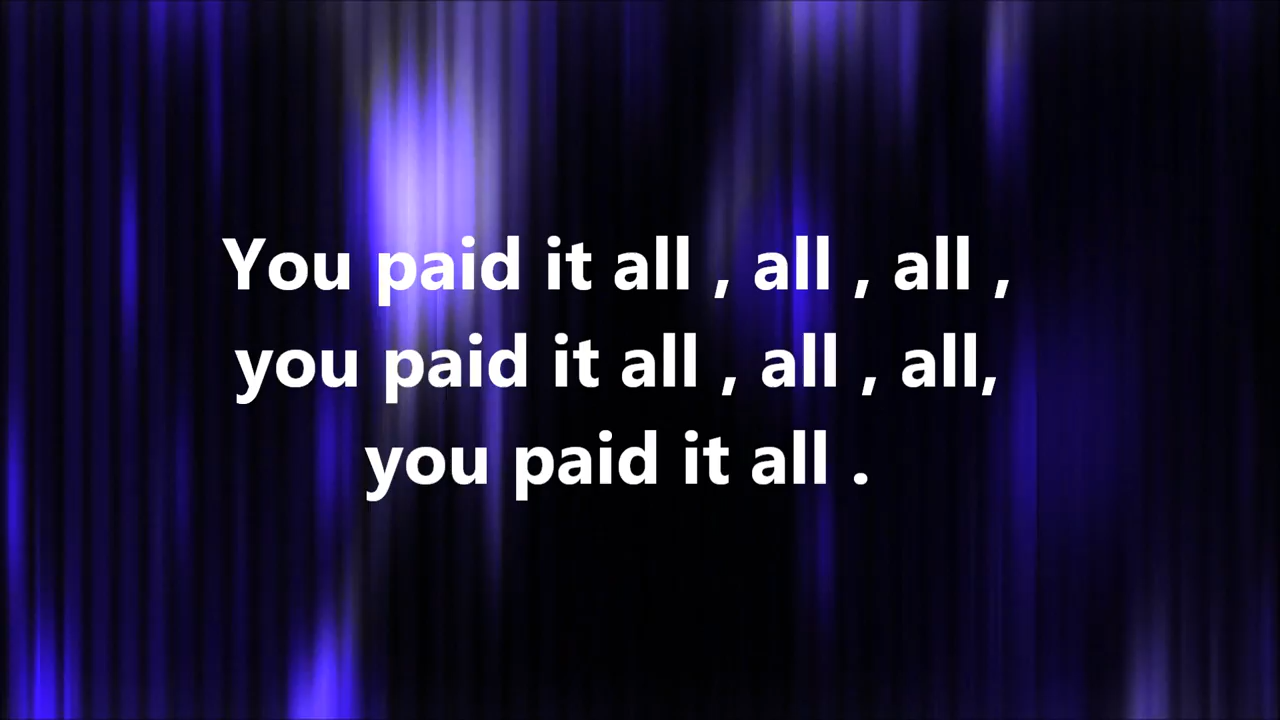 You paid it all , all , all ,
you paid it all , all , all,
you paid it all .